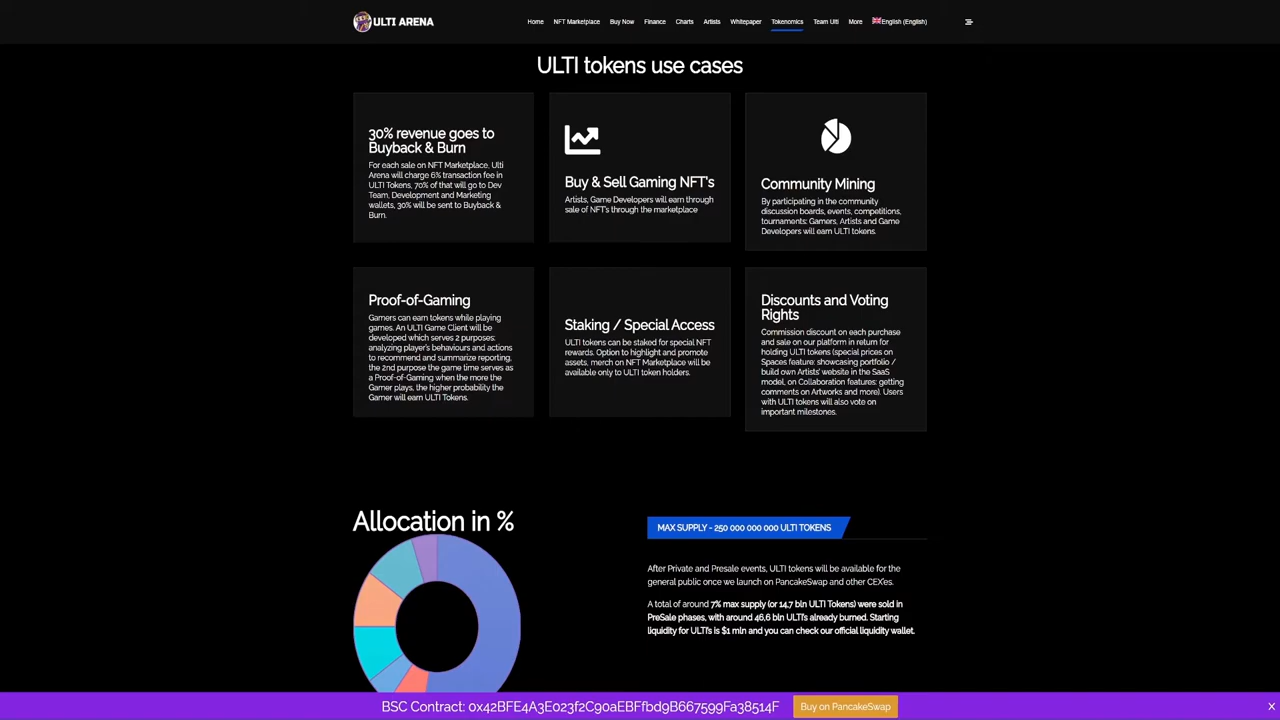 ULTI ARENA
Home NFT Marketplace Buy Now Finance Charts Artists Whitepaper Tokenomics Team Ulti More English (English)
ULTI tokens use cases
30% revenue goes to
Buyback & Burn
For each sale on NFT Marketplace, Ulti
Arena will charge 6% transaction fee in
ULTI Tokens, 70% of that will go to Dev
Team, Development and Marketing
wallets, 30% will be sent to Buyback &
Burn.
Buy & Sell Gaming NFT's
Artists, Game Developers will earn through
sale of NFT's through the marketplace
Community Mining
By participating in the community
discussion boards, events, competitions,
tournaments: Gamers, Artists and Game
Developers will earn ULTI tokens.
Proof-of-Gaming
Gamers can earn tokens while playing
games. An ULTI Game Client will be
developed which serves 2 purposes:
analyzing player's behaviours and actions
to recommend and summarize reporting,
the 2nd purpose the game time serves as
a Proof-of-Gaming when the more the
Gamer plays, the higher probability the
Gamer will earn ULTI Tokens.
Staking / Special Access
ULTI tokens can be staked for special NFT
rewards. Option to highlight and promote
assets, merch on NFT Marketplace will be
available only to ULTI token holders.
Discounts and Voting
Rights
Commission discount on each purchase
and sale on our platform in return for
holding ULTI tokens (special prices on
Spaces feature: showcasing portfolio /
build own Artists' website in the SaaS
model, on Collaboration features: getting
comments on Artworks and more). Users
with ULTI tokens will also vote on
important milestones.
Allocation in %
MAX SUPPLY - 250 000 000 000 ULTI TOKENS
After Private and Presale events, ULTI tokens will be available for the
general public once we launch on PancakeSwap and other CEX'es.
A total of around 7% max supply (or 14,7 bln ULTI Tokens) were sold in
PreSale phases, with around 46,6 bln ULTI's already burned. Starting
liquidity for ULTI's is $1 mln and you can check our official liquidity wallet.
BSC Contract: 0x42BFE4A3E023f2C90aEBFfbd9B667599Fa38514F Buy on PancakeSwap X